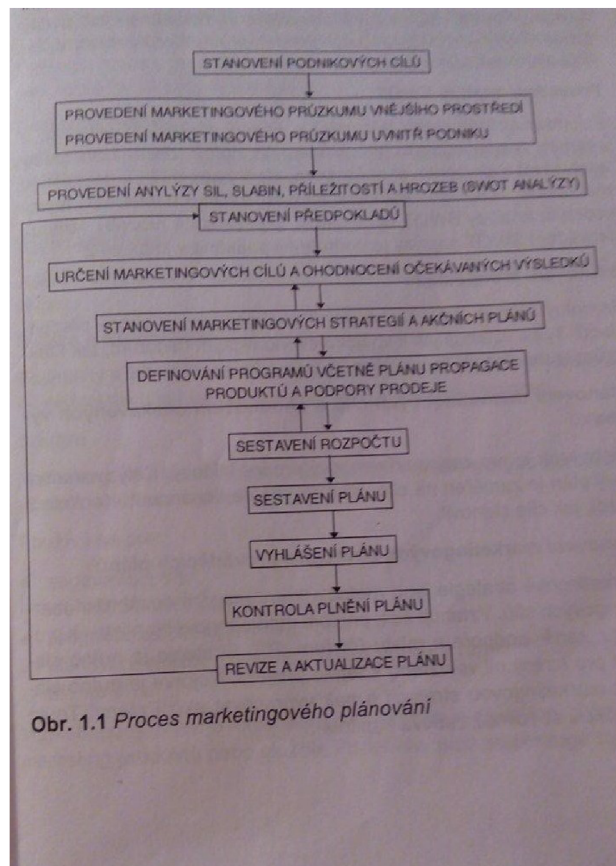 STANOVENÍ PODNIKOVÝCH CÍLŮ
PROVEDENÍ MARKETINGOVÉHO PRŮZKUMU VNĚJŠÍHO PROSTŘEDÍ
PROVEDENÍ MARKETINGOVÉHO PRŮZKUMU UVNITŘ PODNIKU
PROVEDENÍ ANYLÝZY SIL, SLABIN, PŘÍLEŽITOSTÍ A HROZEB (SWOT ANALÝZY)
STANOVENÍ PŘEDPOKLADŮ
URČENÍ MARKETINGOVÝCH CÍLŮ A OHODNOCENÍ OČEKÁVANÝCH VÝSLEDKŮ
STANOVENÍ MARKETINGOVÝCH STRATEGIÍ A AKČNÍCH PLÁNŮ
DEFINOVÁNÍ PROGRAMŮ VČETNĚ PLÁNU PROPAGACE
PRODUKTŮ A PODPORY PRODEJE
SESTAVENÍ ROZPOČTU
SESTAVENÍ PLÁNU
VYHLÁŠENÍ PLÁNU
KONTROLA PLNĚNÍ PLÁNU
REVIZE A AKTUALIZACE PLÁNU
Obr. 1.1 Proces marketingového plánování